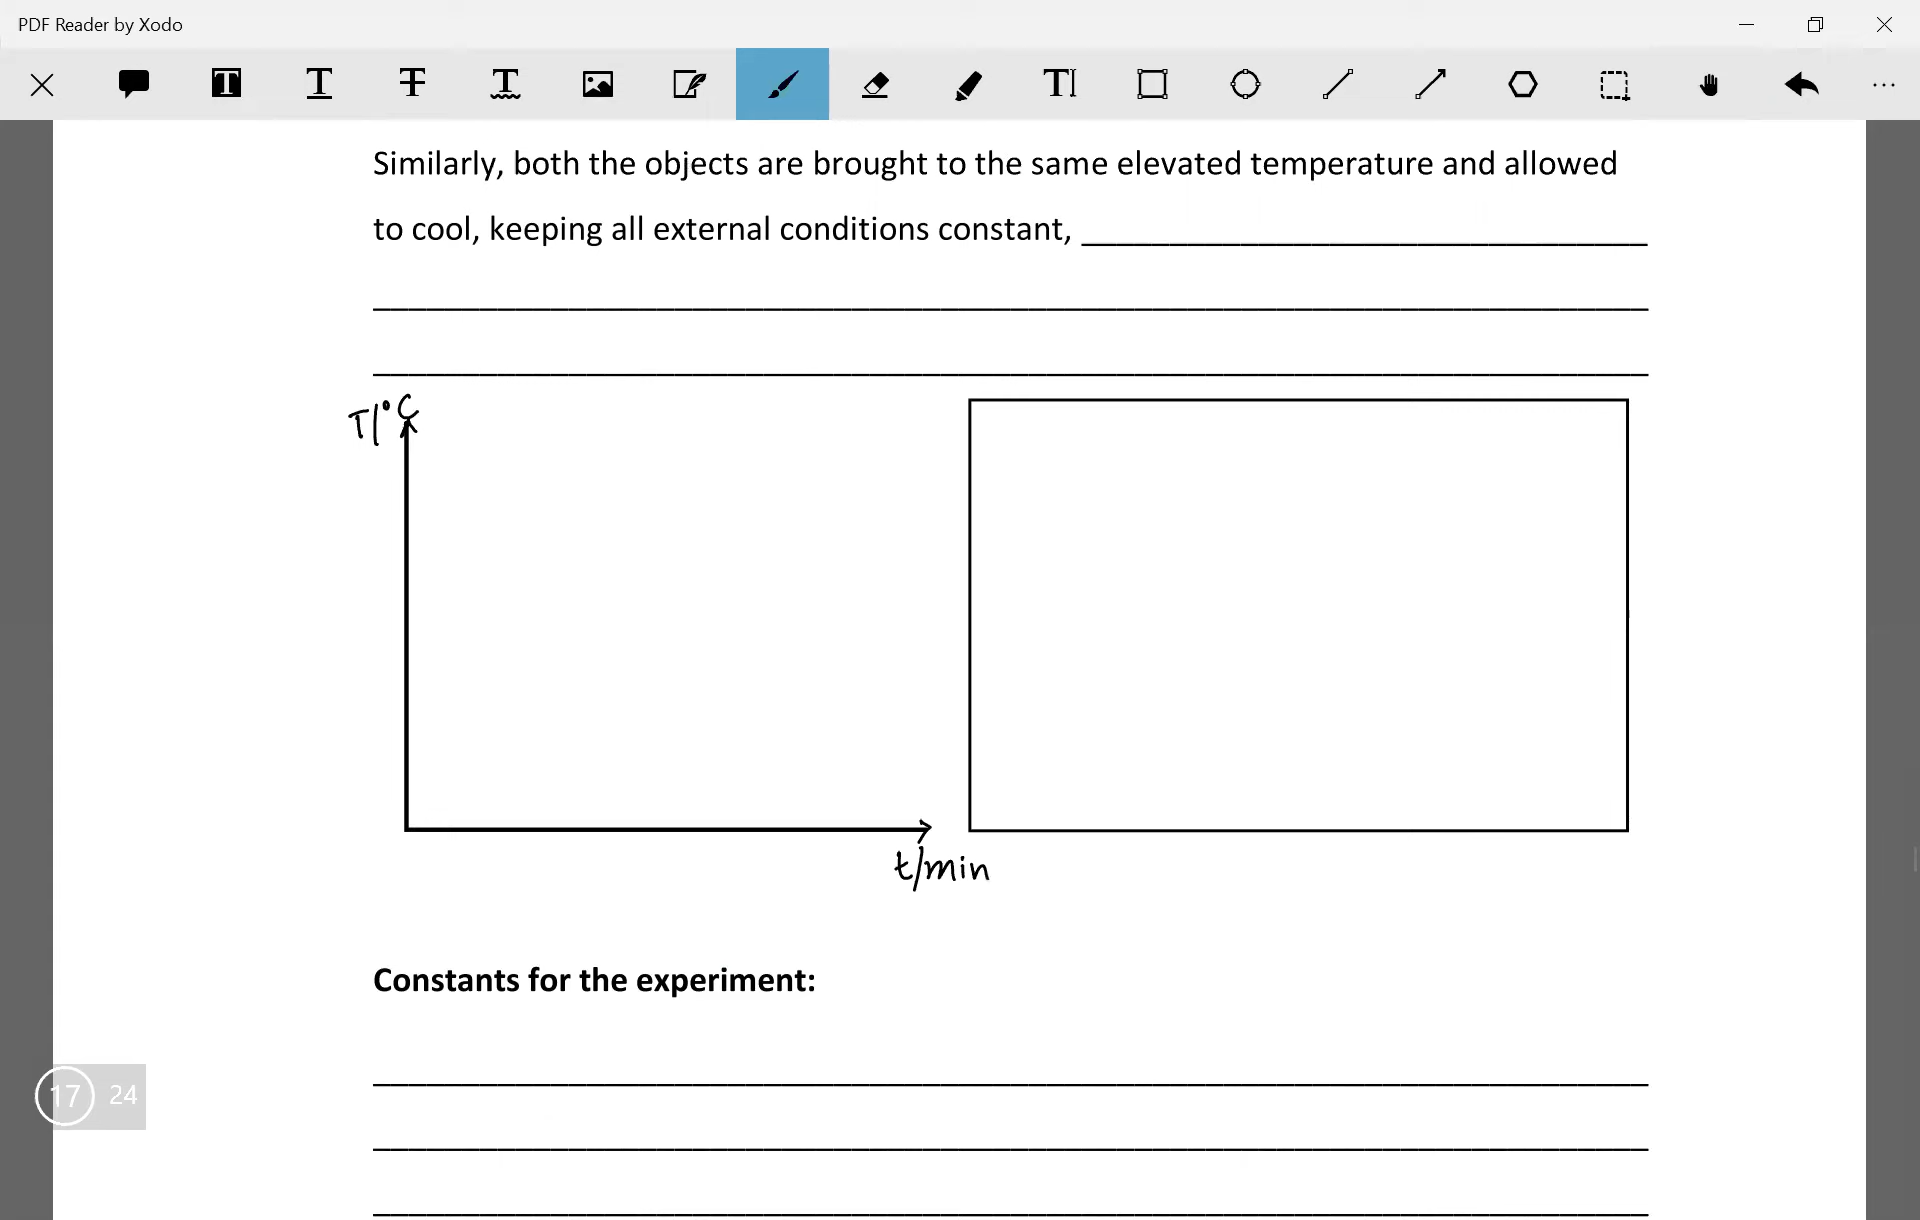 PDF Reader by Xodo
Similarly, both the objects are brought to the same elevated temperature and allowed
to cool, keeping all external conditions constant,
T/°C
t/min
Constants for the experiment:
17 24